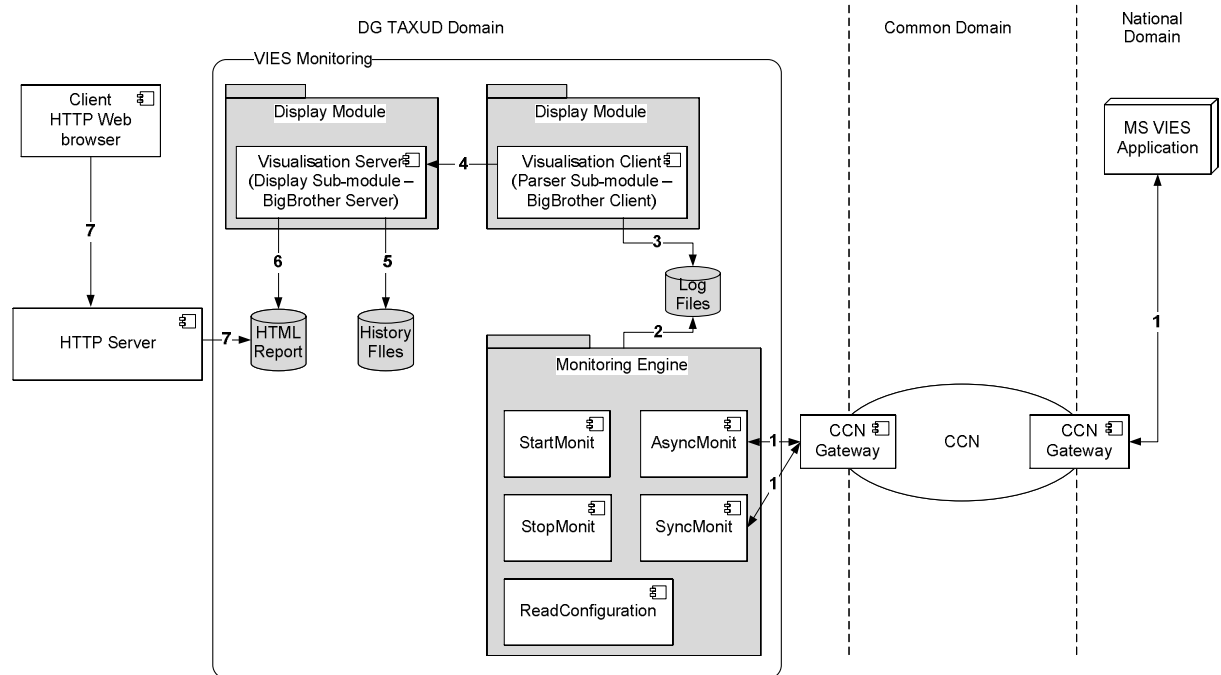 DG TAXUD Domain
Common Domain
National
Domain
VIES Monitoring
Client
HTTP Web
browser
Display Module
Display Module
MS VIES
Application
Visualisation Server
(Display Sub-module –
BigBrother Server)
4
Visualisation Client
(Parser Sub-module –
BigBrother Client)
7
6
5
3
Log
Files
1
HTTP Server
7
HTML
Report
History
FIles
2
Monitoring Engine
StartMonit
AsyncMonit
1
CCN
Gateway
CCN
CCN
Gateway
1
StopMonit
SyncMonit
ReadConfiguration